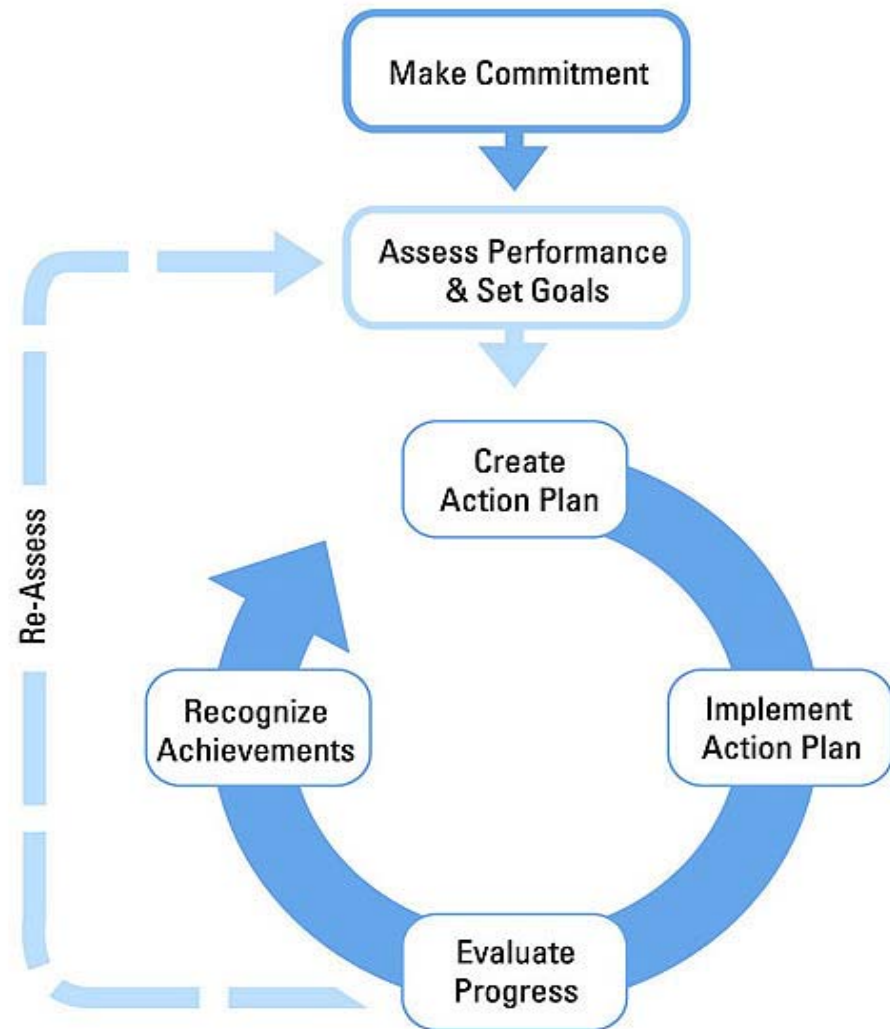 Make Commitment
Assess Performance
& Set Goals
Create
Action Plan
Re-Assess
Recognize
Achievements
Implement
Action Plan
Evaluate
Progress